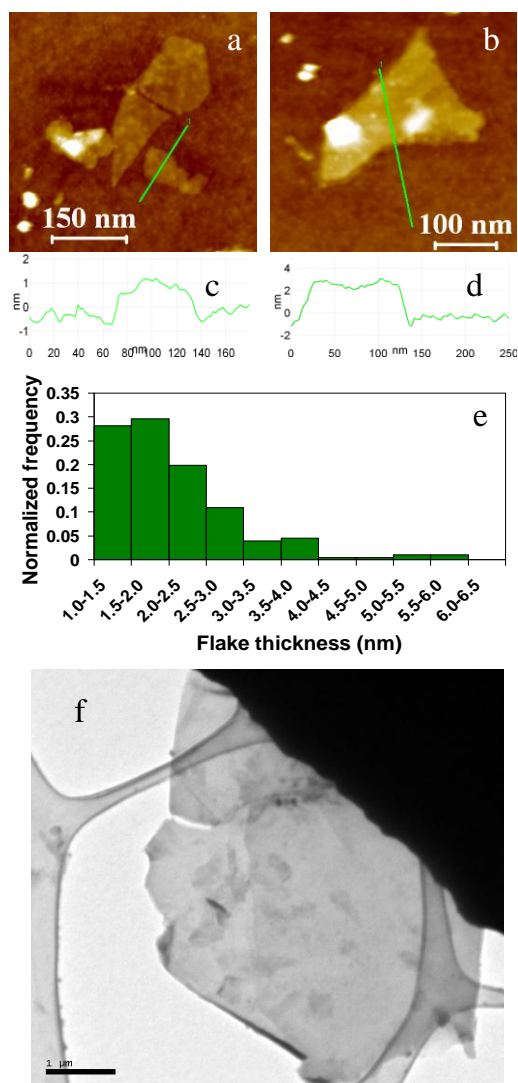 a
1
150 nm
b
1
100 nm
c
nm
1
0
-1
0 20 40 60 80 100 120 140 160
nm
d
nm
4
2
0
-2
0 50 100 150 200 250
nm
e
Normalized frequency
0.35
0.3
0.25
0.2
0.15
0.1
0.05
0
1.0-1.5 1.5-2.0 2.0-2.5 2.5-3.0 3.0-3.5 3.5-4.0 4.0-4.5 4.5-5.0 5.0-5.5 5.5-6.0 6.0-6.5
Flake thickness (nm)
f
1 µm